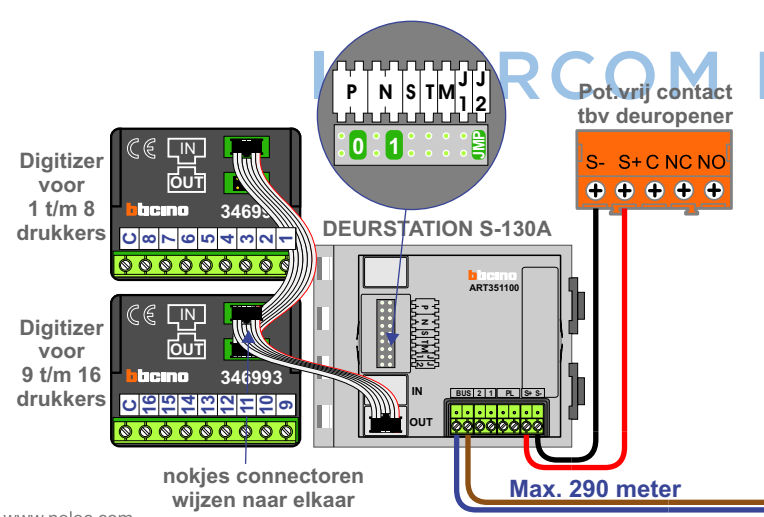 P N S T M J1 J2
0 1 JMP
RCOM
Pot.vrij contact
tbv deuropener
S- S+ C NC NO
Digitizer
voor
1 t/m 8
drukkers
CE IN
OUT
bticino
C 8 7 6 5 4 3 2 1
DEURSTATION S-130A
bticino
ART351100
P N S T M J1 J2
IN
OUT
BUS 2 1 PL S+ S-
Digitizer
voor
9 t/m 16
drukkers
CE IN
OUT
bticino 346993
C 16 15 14 13 12 11 10 9
nokjes connectoren
wijzen naar elkaar
Max. 290 meter